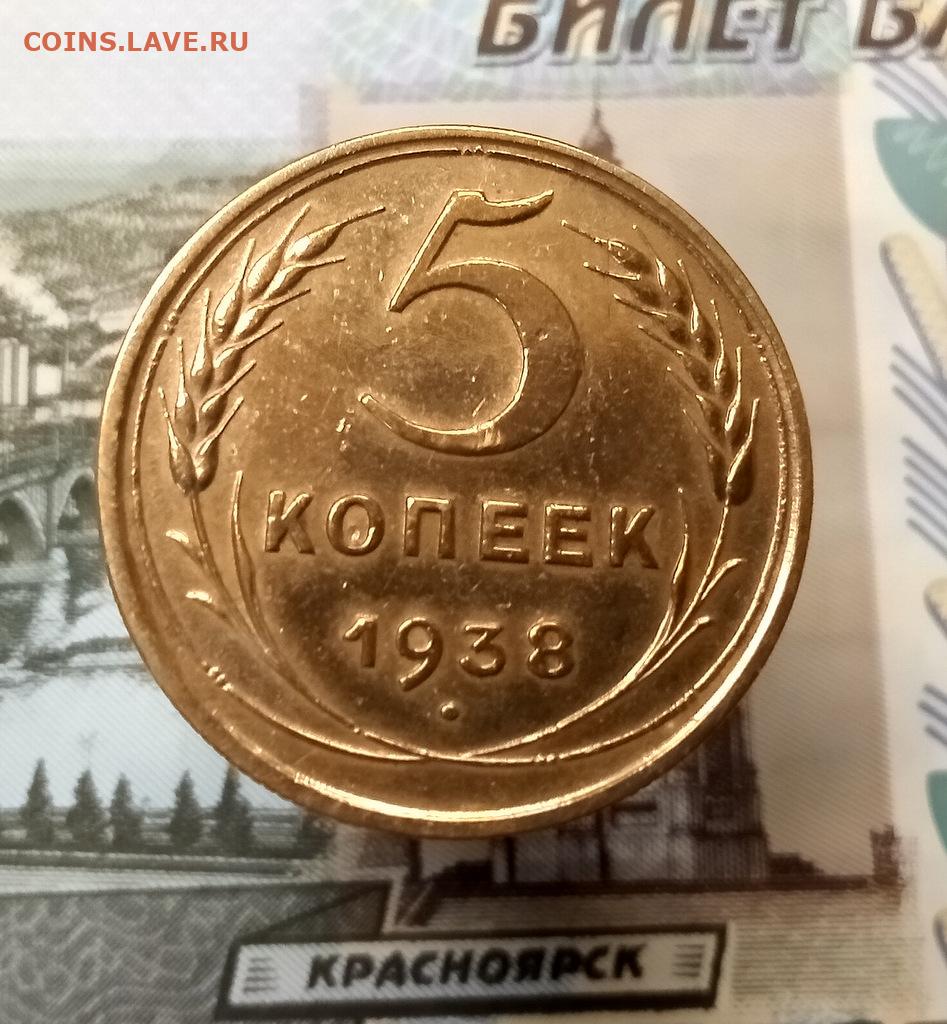 COINS.LAVE.RU
БИЛЕТ
5
КОПЕЕК
1938
КРАСНОЯРСК